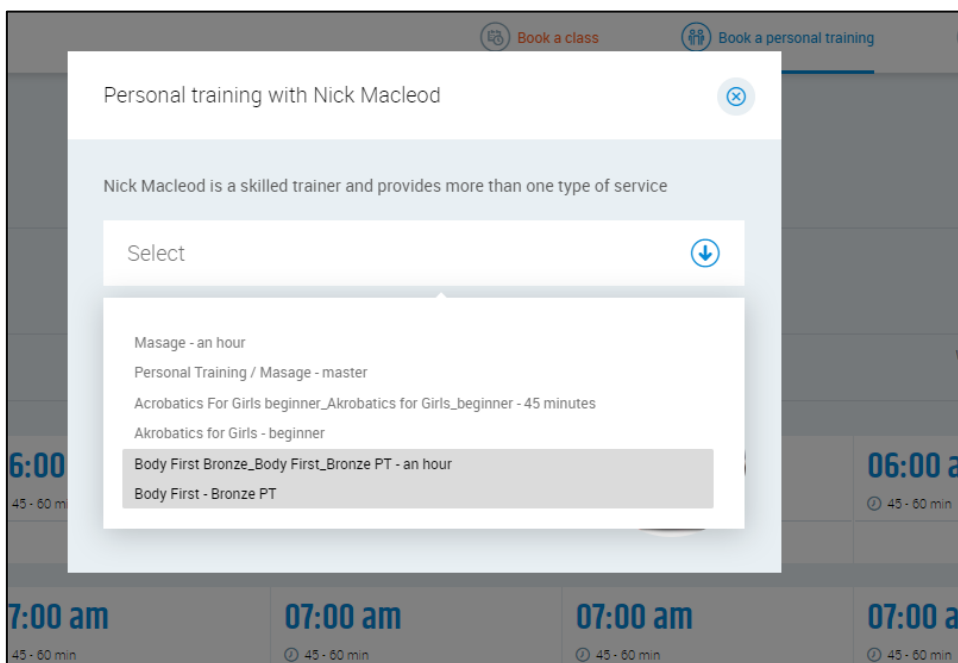 Book a class
Book a personal training
Personal training with Nick Macleod
Nick Macleod is a skilled trainer and provides more than one type of service
Select
Masage - an hour
Personal Training / Masage - master
Acrobatics For Girls beginner_Akrobatics for Girls_beginner - 45 minutes
Akrobatics for Girls - beginner
Body First Bronze_Body First_Bronze PT - an hour
Body First - Bronze PT
6:00
06:00 a
45 - 60 mi
45 - 60 min
7:00 am
07:00 am
07:00 am
07:00 a
45 - 60 min
45 - 60 min
45 - 60 min
45 - 60 min